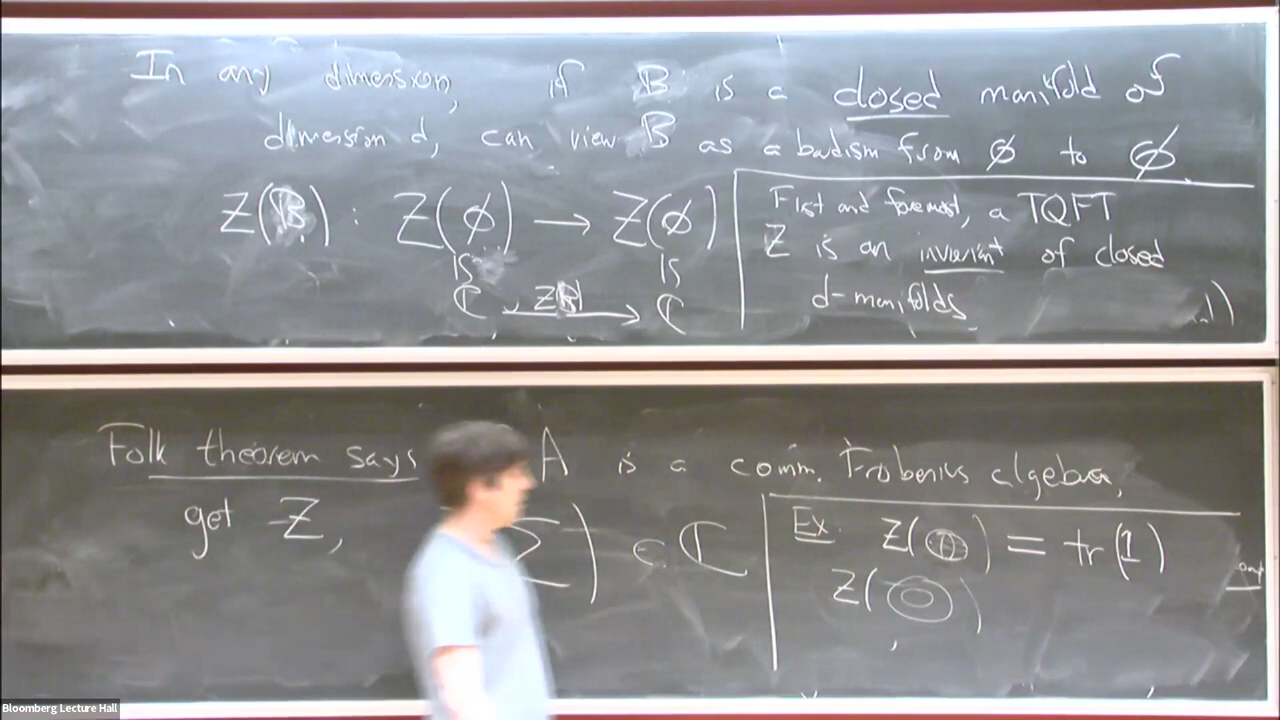 In any dimension, if B is a closed manifold of
dimension d, can view B as a bordism from ∅ to ∅
Z(B) : Z(∅) → Z(∅)
ℂ Z(B) → ℂ
First and foremost, a TQFT
Z is an invariant of closed
d-manifolds
Folk theorem says A is a comm. Frobenius algebra,
get Z, Σ) ∈ ℂ
Ex. Z( ) = tr(1)
Z( )
Bloomberg Lecture Hall